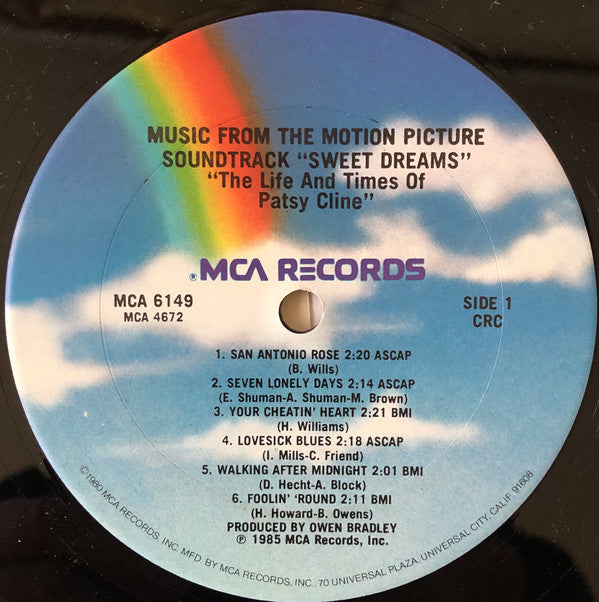 MUSIC FROM THE MOTION PICTURE
SOUNDTRACK "SWEET DREAMS"
"The Life And Times Of
Patsy Cline"
® MCA RECORDS
MCA 6149
MCA 4672
SIDE 1
CRC
1. SAN ANTONIO ROSE 2:20 ASCAP
(B. Wills)
2. SEVEN LONELY DAYS 2:14 ASCAP
(E. Shuman-A. Shuman-M. Brown)
3. YOUR CHEATIN' HEART 2:21 BMI
(H. Williams)
4. LOVESICK BLUES 2:18 ASCAP
(I. Mills-C. Friend)
5. WALKING AFTER MIDNIGHT 2:01 BMI
(D. Hecht-A. Block)
6. FOOLIN' 'ROUND 2:11 BMI
(H. Howard-B. Owens)
PRODUCED BY OWEN BRADLEY
℗ 1985 MCA Records, Inc.
©1980 MCA RECORDS, INC. MFD. BY MCA RECORDS, INC., 70 UNIVERSAL PLAZA, UNIVERSAL CITY, CALIF. 91608